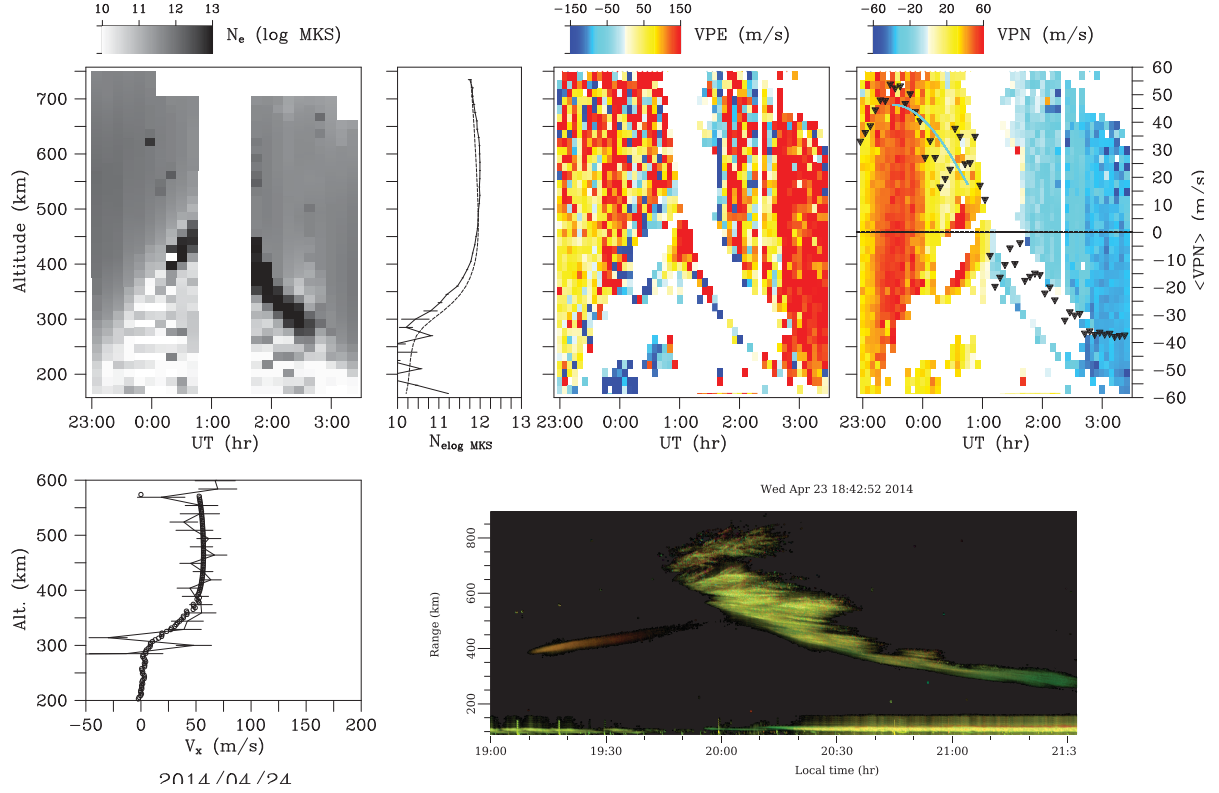 10 11 12 13 Nₑ (log MKS)
−150 −50 50 150 VPE (m/s)
−60 −20 20 60 VPN (m/s)
Altitude (km)
700
600
500
400
300
200
23:00 0:00 1:00 2:00 3:00
UT (hr)
10 11 12 13
Nelog MKS
23:00 0:00 1:00 2:00 3:00
UT (hr)
23:00 0:00 1:00 2:00 3:00
UT (hr)
60
50
40
30
20
10
0
−10
−20
−30
−40
−50
−60
<VPN> (m/s)
Alt. (km)
600
500
400
300
200
−50 0 50 100 150 200
Vₓ (m/s)
2014/04/24
Wed Apr 23 18:42:52 2014
Range (km)
800
600
400
200
19:00 19:30 20:00 20:30 21:00 21:3
Local time (hr)